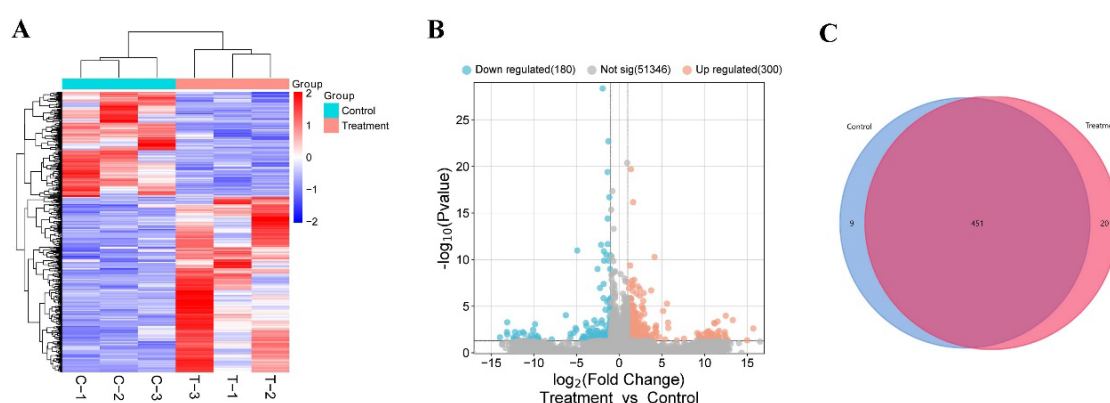 A
Group
2
Group
Control
1
Treatment
0
−1
−2
C-1
C-2
C-3
T-3
T-1
T-2
B
Down regulated(180)
Not sig(51346)
Up regulated(300)
-log10(Pvalue)
25
20
15
10
5
0
−15
−10
−5
0
5
10
15
log2(Fold Change)
Treatment vs Control
C
Control
Treatm
9
451
20